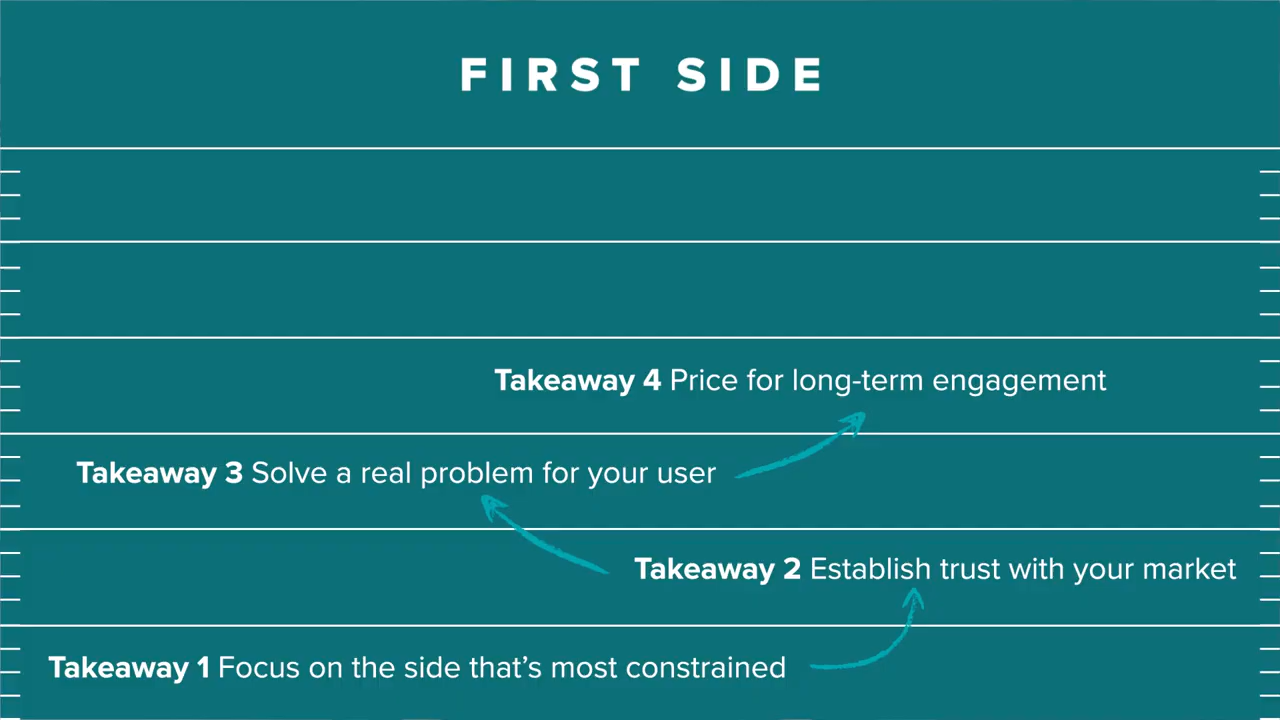 FIRST SIDE
Takeaway 4 Price for long-term engagement
Takeaway 3 Solve a real problem for your user
Takeaway 2 Establish trust with your market
Takeaway 1 Focus on the side that’s most constrained